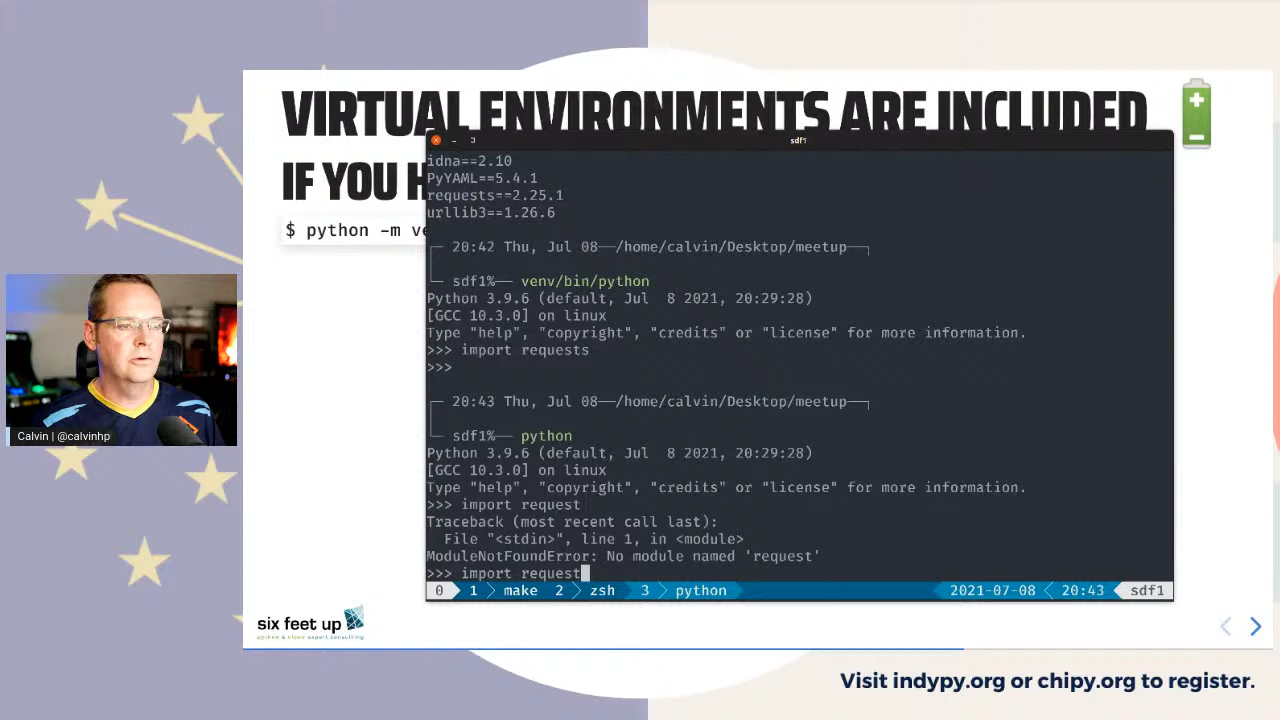 VIRTUAL ENVIRONMENTS ARE INCLUDED
IF YOU H
$ python -m ve
sdf1
idna==2.10
PyYAML==5.4.1
requests==2.25.1
urllib3==1.26.6
20:42 Thu, Jul 08—/home/calvin/Desktop/meetup
sdf1%— venv/bin/python
Python 3.9.6 (default, Jul  8 2021, 20:29:28)
[GCC 10.3.0] on linux
Type "help", "copyright", "credits" or "license" for more information.
>>> import requests
>>>
20:43 Thu, Jul 08—/home/calvin/Desktop/meetup
sdf1%— python
Python 3.9.6 (default, Jul  8 2021, 20:29:28)
[GCC 10.3.0] on linux
Type "help", "copyright", "credits" or "license" for more information.
>>> import request
Traceback (most recent call last):
  File "<stdin>", line 1, in <module>
ModuleNotFoundError: No module named 'request'
>>> import request
0 1 make 2 zsh 3 python 2021-07-08 20:43 sdf1
Calvin | @calvinhp
six feet up
python & cloud expert consulting
Visit indypy.org or chipy.org to register.